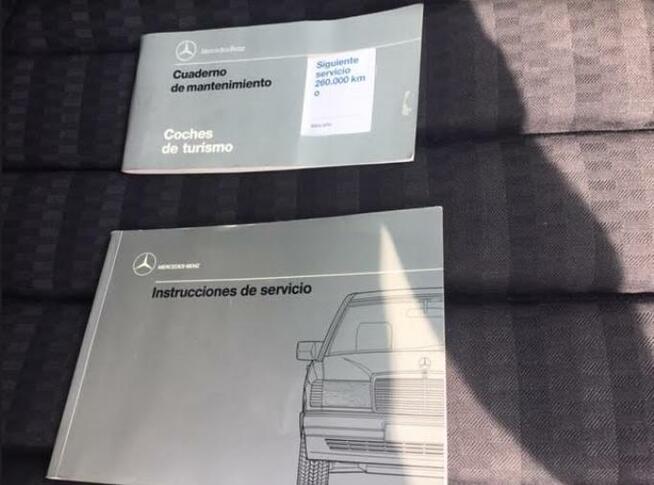 Mercedes-Benz
Cuaderno
de mantenimiento
Siguiente
servicio
260.000 km
o
Coches
de turismo
MERCEDES-BENZ
Instrucciones de servicio